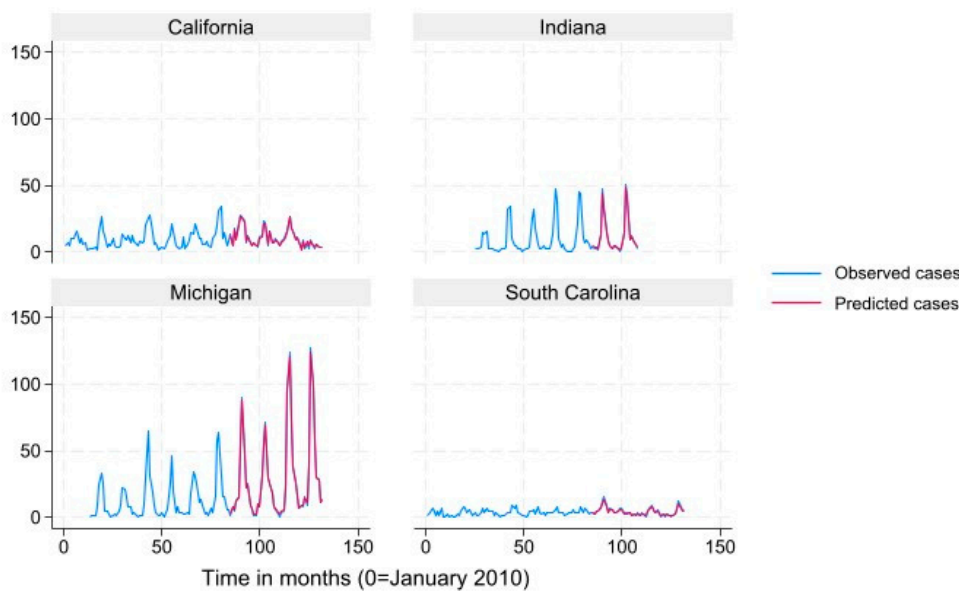 California
Indiana
150
100
50
0
Observed cases
Predicted cases
Michigan
South Carolina
150
100
50
0
0 50 100 150
0 50 100 150
Time in months (0=January 2010)